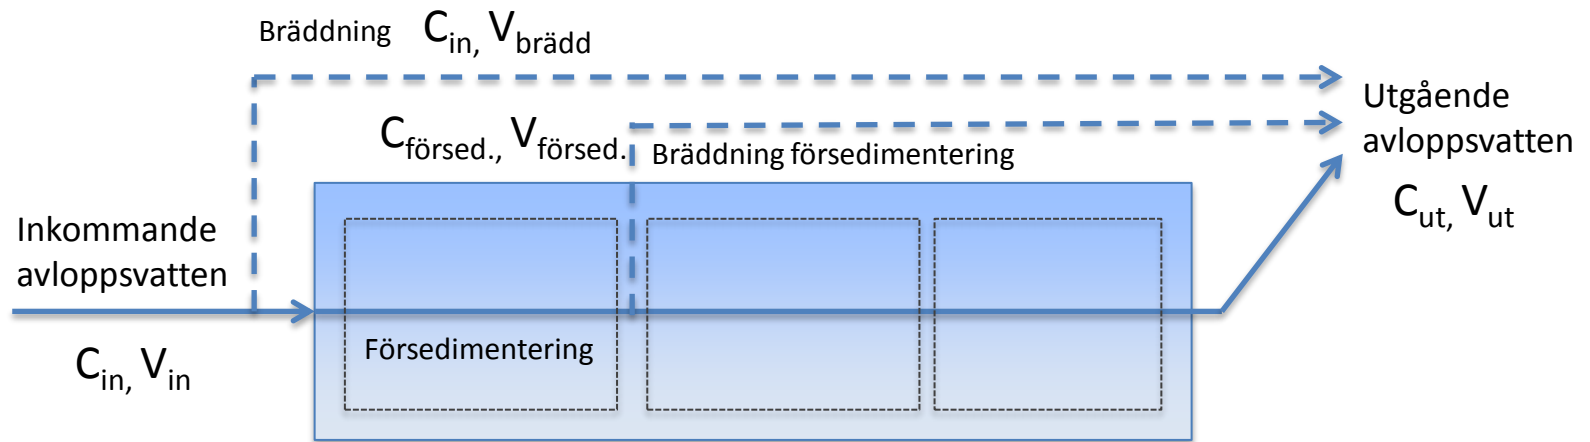 Bräddning C_in, V_brädd
C_försed., V_försed.
Bräddning försedimentering
Utgående
avloppsvatten
C_ut, V_ut
Inkommande
avloppsvatten
C_in, V_in
Försedimentering